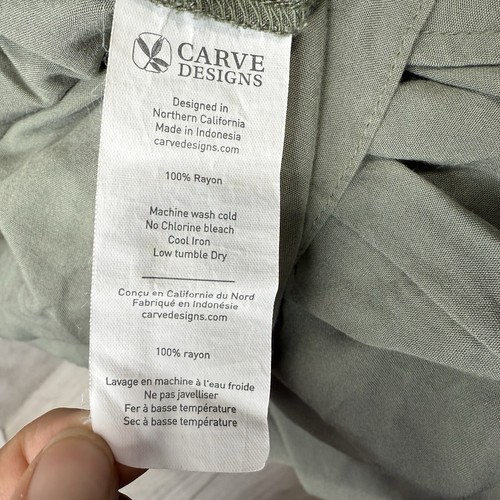 CARVE
DESIGNS
Designed in
Northern California
Made in Indonesia
carvedesigns.com
100% Rayon
Machine wash cold
No Chlorine bleach
Cool Iron
Low tumble Dry
Conçu en Californie du Nord
Fabriqué en Indonésie
carvedesigns.com
100% rayon
Lavage en machine à l'eau froide
Ne pas javelliser
Fer à basse température
Sec à basse température